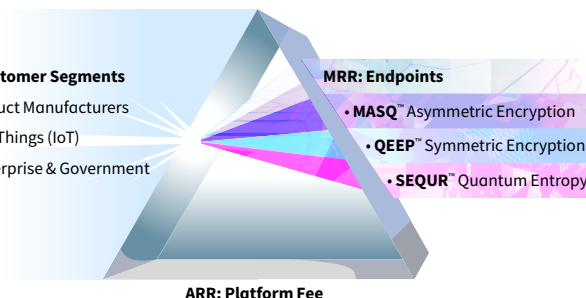 tomer Segments
uct Manufacturers
Things (IoT)
erprise & Government
MRR: Endpoints
• MASQ™ Asymmetric Encryption
• QEEP™ Symmetric Encryption
• SEQUR™ Quantum Entropy
ARR: Platform Fee